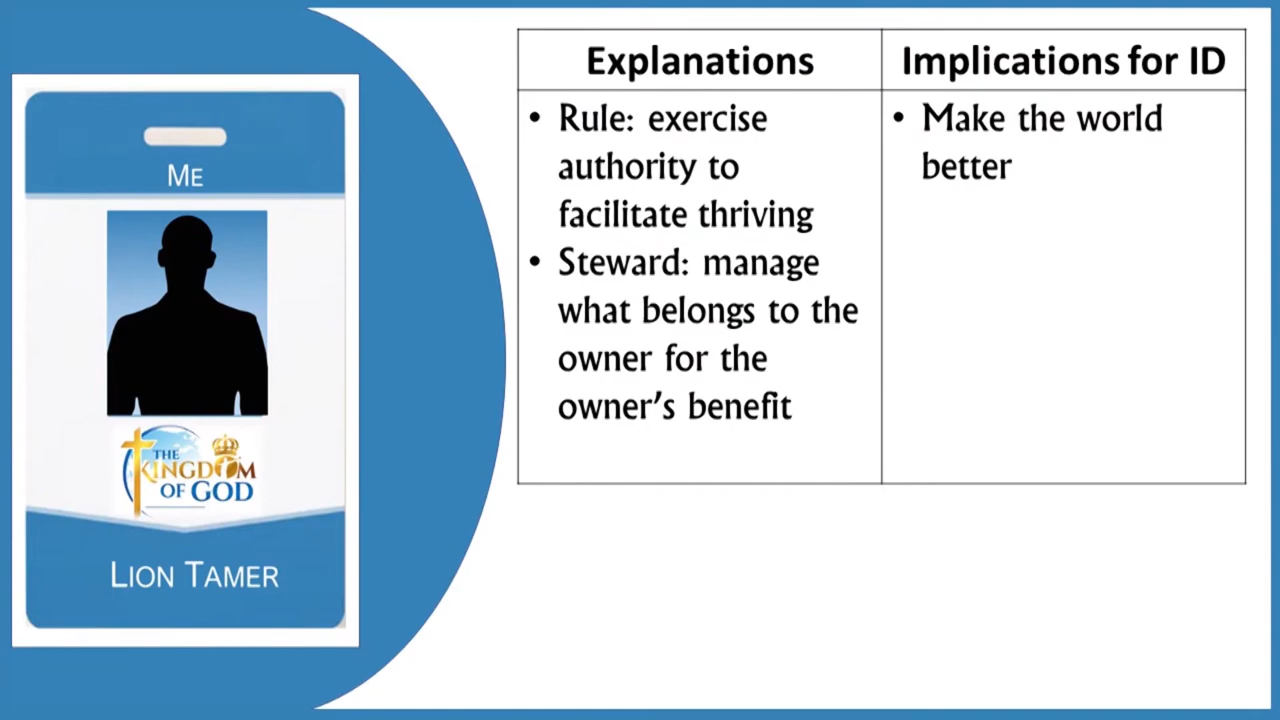 ME
THE
KINGDOM
OF GOD
LION TAMER
Explanations
Implications for ID
• Rule: exercise
authority to
facilitate thriving
• Steward: manage
what belongs to the
owner for the
owner’s benefit
• Make the world
better